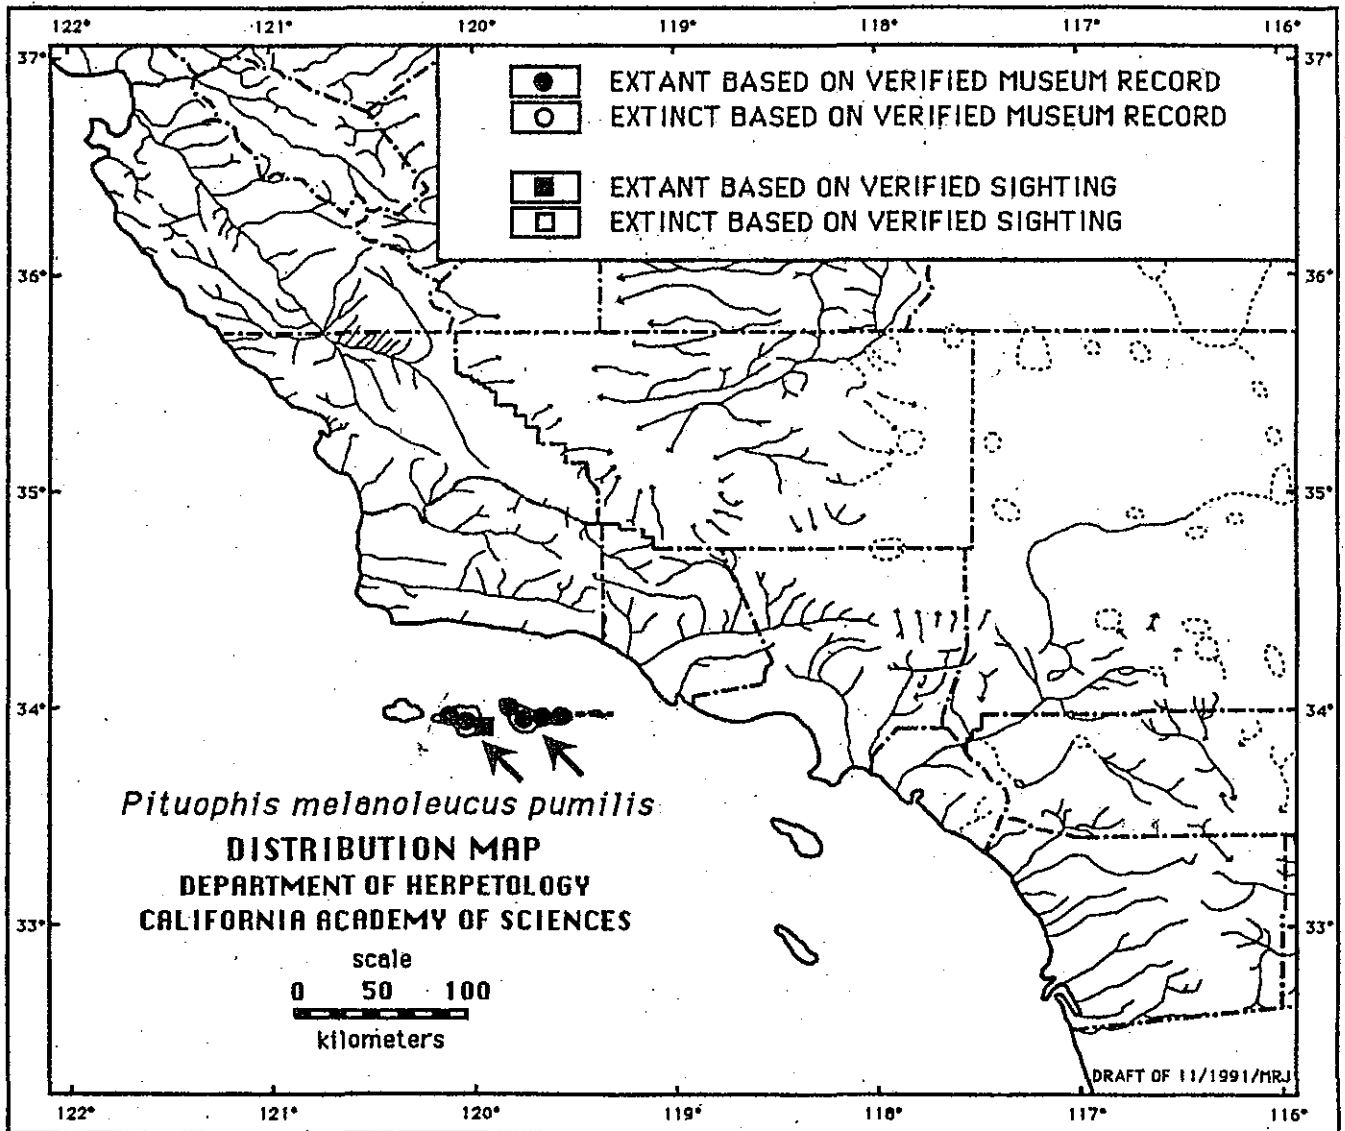 122° 121° 120° 119° 118° 117° 116°
37° 37°
EXTANT BASED ON VERIFIED MUSEUM RECORD
EXTINCT BASED ON VERIFIED MUSEUM RECORD
EXTANT BASED ON VERIFIED SIGHTING
EXTINCT BASED ON VERIFIED SIGHTING
36° 36°
35° 35°
34° 34°
Pituophis melanoleucus pumilis
DISTRIBUTION MAP
DEPARTMENT OF HERPETOLOGY
CALIFORNIA ACADEMY OF SCIENCES
33° 33°
scale
0 50 100
kilometers
DRAFT OF 11/1991/MRJ
122° 121° 120° 119° 118° 117° 116°